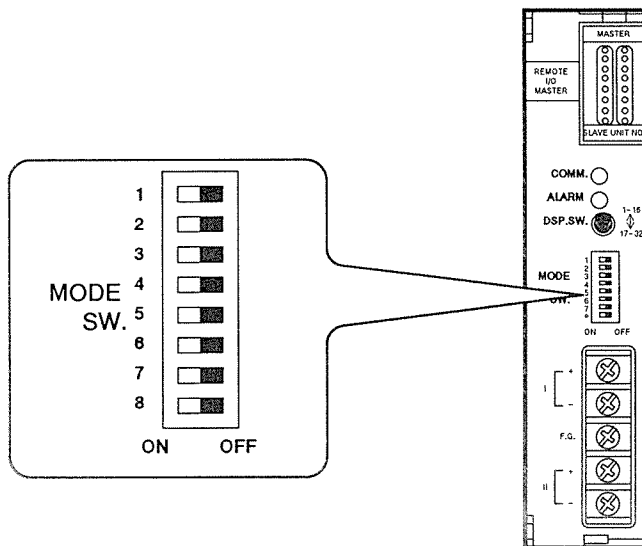 MASTER
REMOTE
I/O
MASTER
SLAVE UNIT NO
COMM.
ALARM
DSP.SW.
1-16
17-32
MODE
SW.
1
2
3
4
5
6
7
8
ON OFF
MODE
SW.
1
2
3
4
5
6
7
8
ON OFF
I
+
-
F.G.
II
+
-